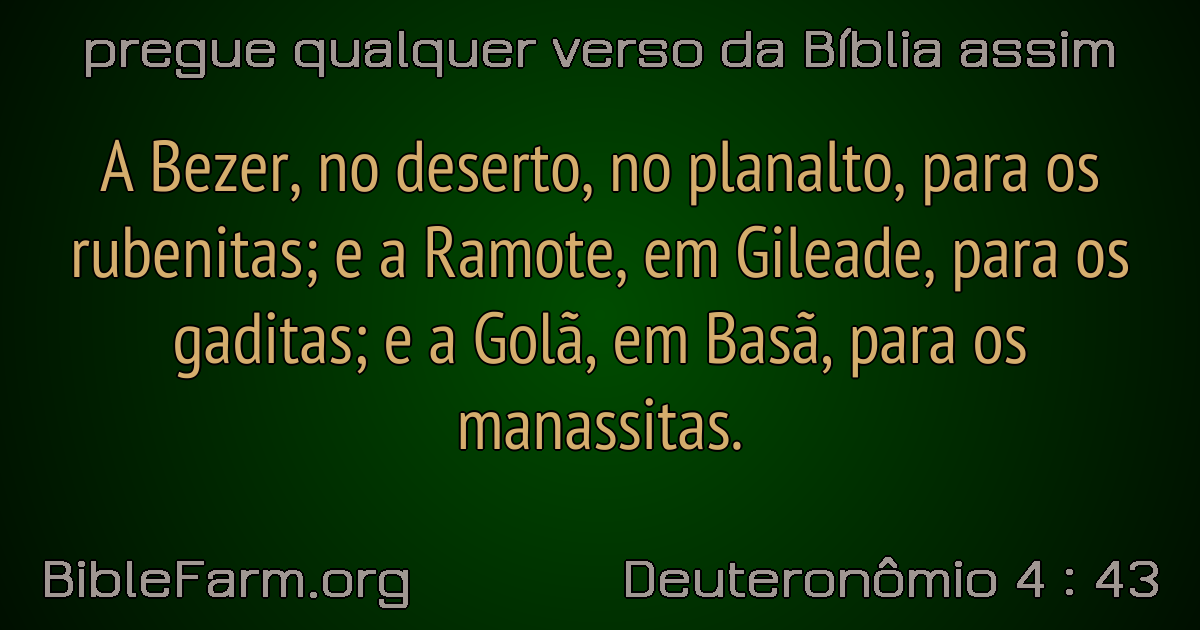 pregue qualquer verso da Bíblia assim
A Bezer, no deserto, no planalto, para os
rubenitas; e a Ramote, em Gileade, para os
gaditas; e a Golã, em Basã, para os
manassitas.
BibleFarm.org
Deuteronômio 4 : 43